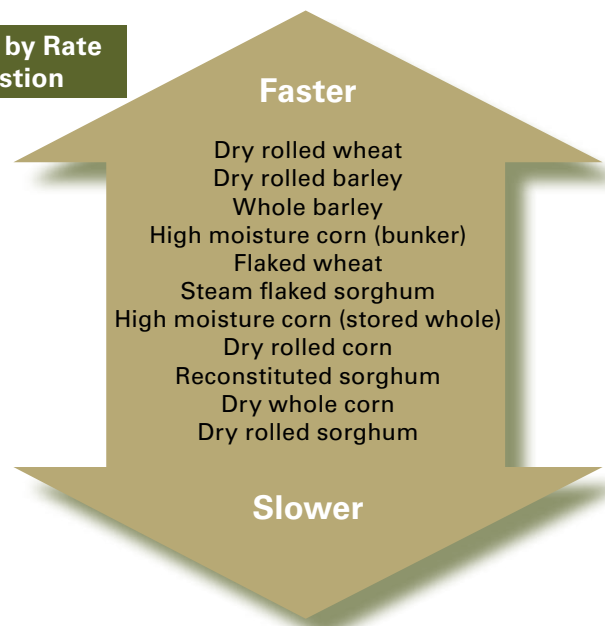 by Rate
stion
Faster
Dry rolled wheat
Dry rolled barley
Whole barley
High moisture corn (bunker)
Flaked wheat
Steam flaked sorghum
High moisture corn (stored whole)
Dry rolled corn
Reconstituted sorghum
Dry whole corn
Dry rolled sorghum
Slower